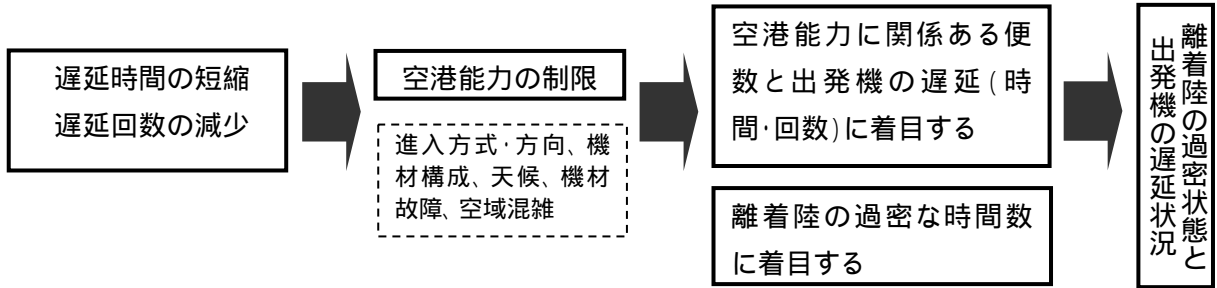 遅延時間の短縮
遅延回数の減少
空港能力の制限
進入方式･方向、機
材構成、天候、機材
故障、空域混雑
空港能力に関係ある便
数と出発機の遅延(時
間･回数)に着目する
離着陸の過密な時間数
に着目する
離着陸の過密状態と
出発機の遅延状況